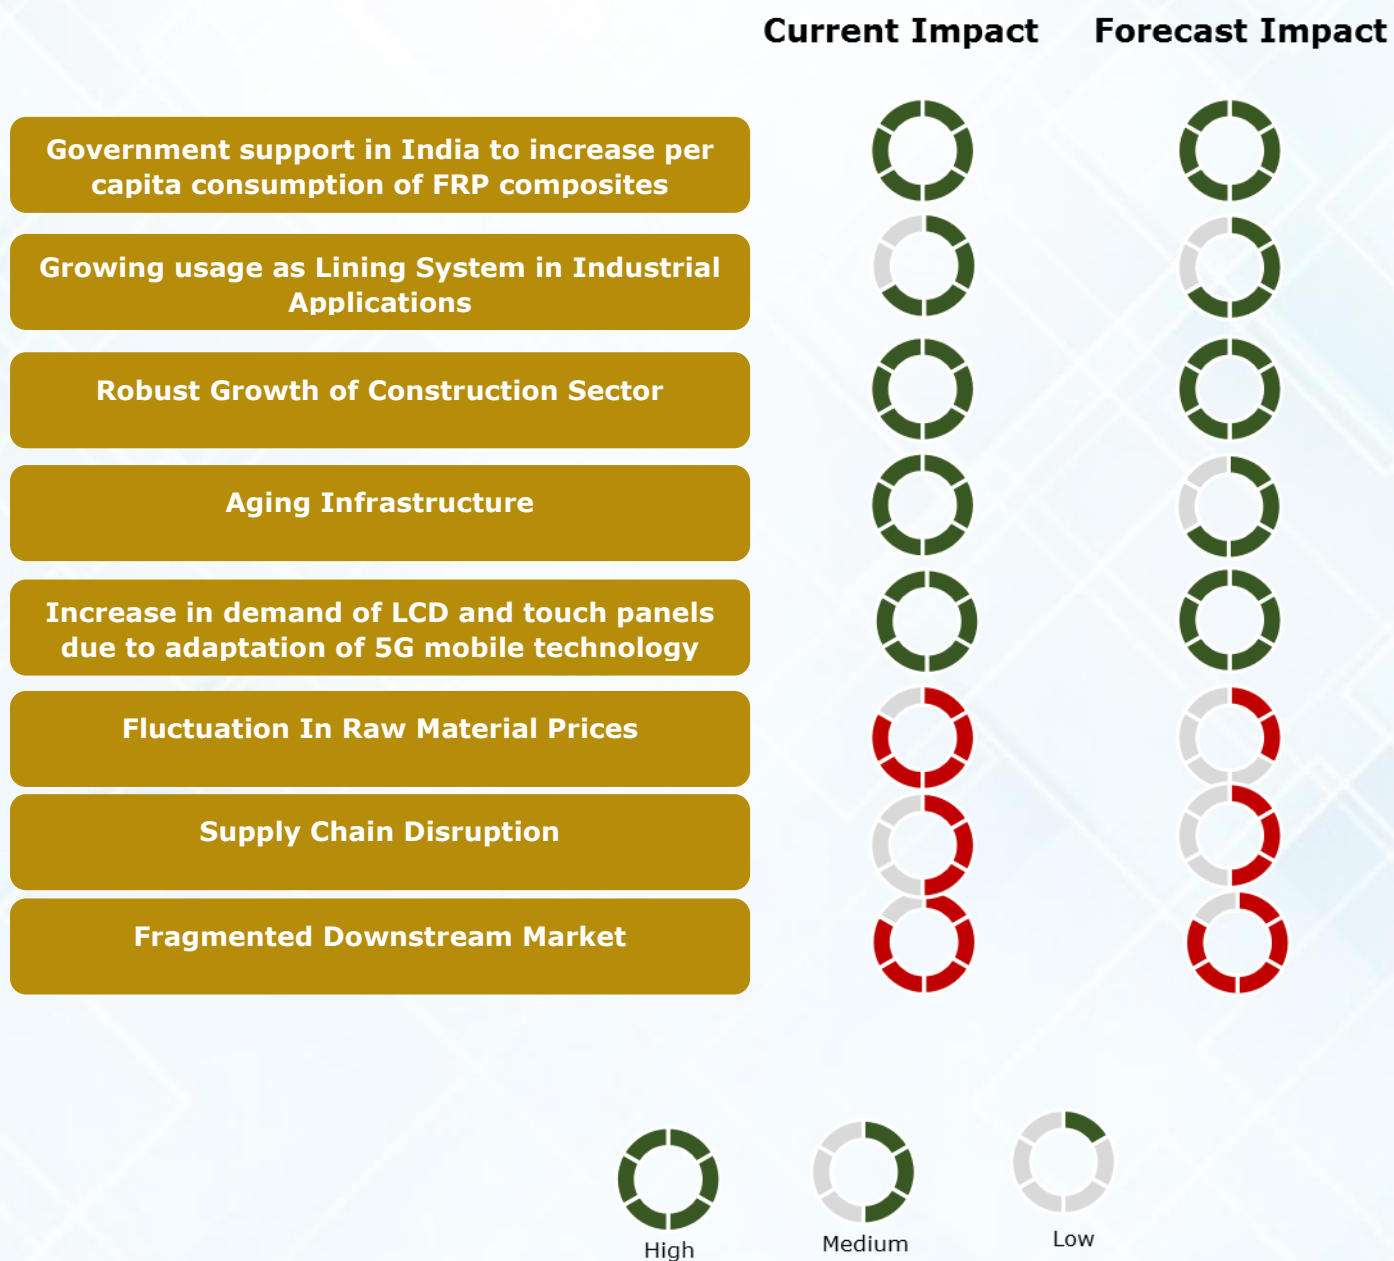 Current Impact Forecast Impact
Government support in India to increase per
capita consumption of FRP composites
Growing usage as Lining System in Industrial
Applications
Robust Growth of Construction Sector
Aging Infrastructure
Increase in demand of LCD and touch panels
due to adaptation of 5G mobile technology
Fluctuation In Raw Material Prices
Supply Chain Disruption
Fragmented Downstream Market
High Medium Low